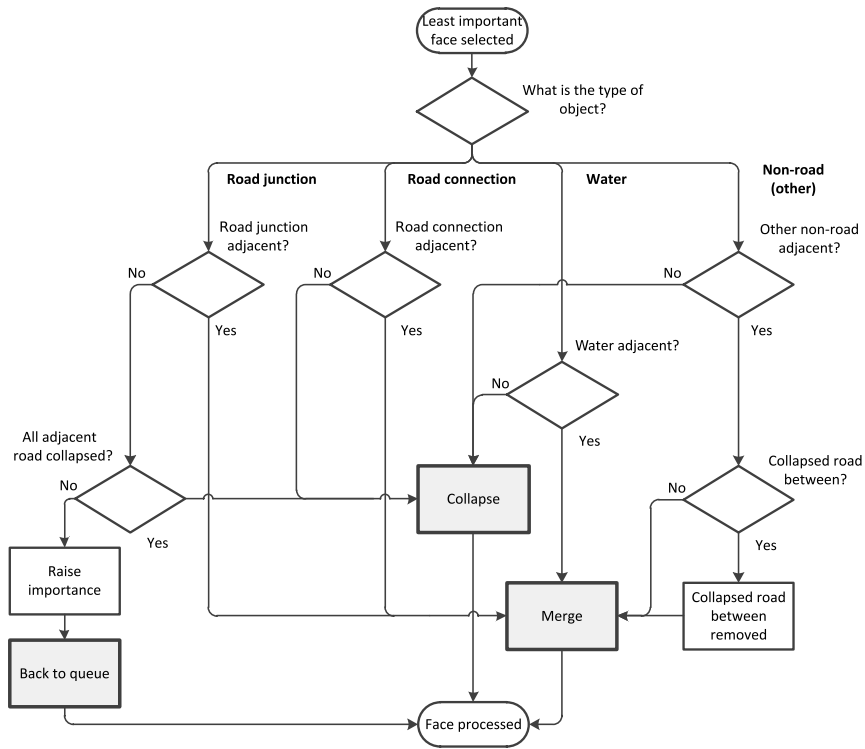 Least important
face selected
What is the type of
object?
Road junction
Road connection
Water
Non-road
(other)
Road junction
adjacent?
Road connection
adjacent?
Other non-road
adjacent?
No
No
No
Yes
Yes
Yes
Water adjacent?
No
Yes
All adjacent
road collapsed?
Collapsed road
between?
No
No
Collapse
Yes
Yes
Raise
importance
Merge
Collapsed road
between
removed
Back to queue
Face processed